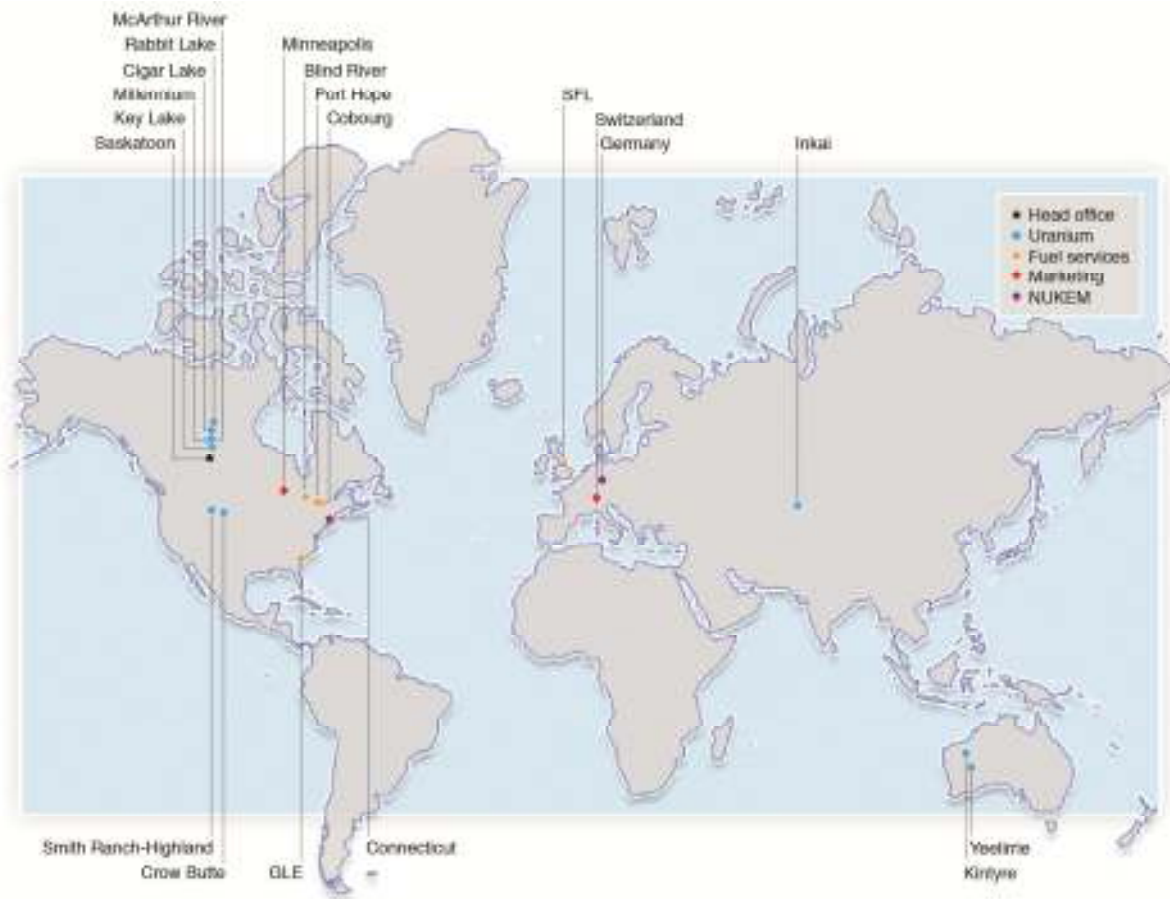 McArthur River
Rabbit Lake
Minneapolis
Cigar Lake
Blind River
Millennium
Port Hope
SFL
Key Lake
Cobourg
Switzerland
Saskatoon
Germany
Inkai
Head office
Uranium
Fuel services
Marketing
NUKEM
Smith Ranch-Highland
Connecticut
Yeelirrie
Crow Butte
GLE
Kintyre